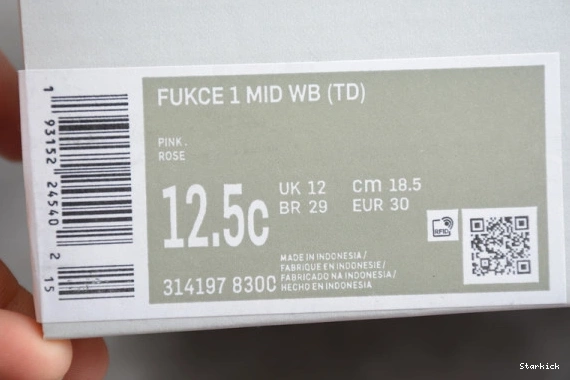 FUKCE 1 MID WB (TD)
PINK .
ROSE
12.5c
UK 12 cm 18.5
BR 29 EUR 30
MADE IN INDONESIA /
FABRIQUE EN INDONESIE/
FABRICADO NA INDONESIA /
HECHO EN INDONESIA
314197 830C
RFID
1 93152 24540 2
15
Starkick